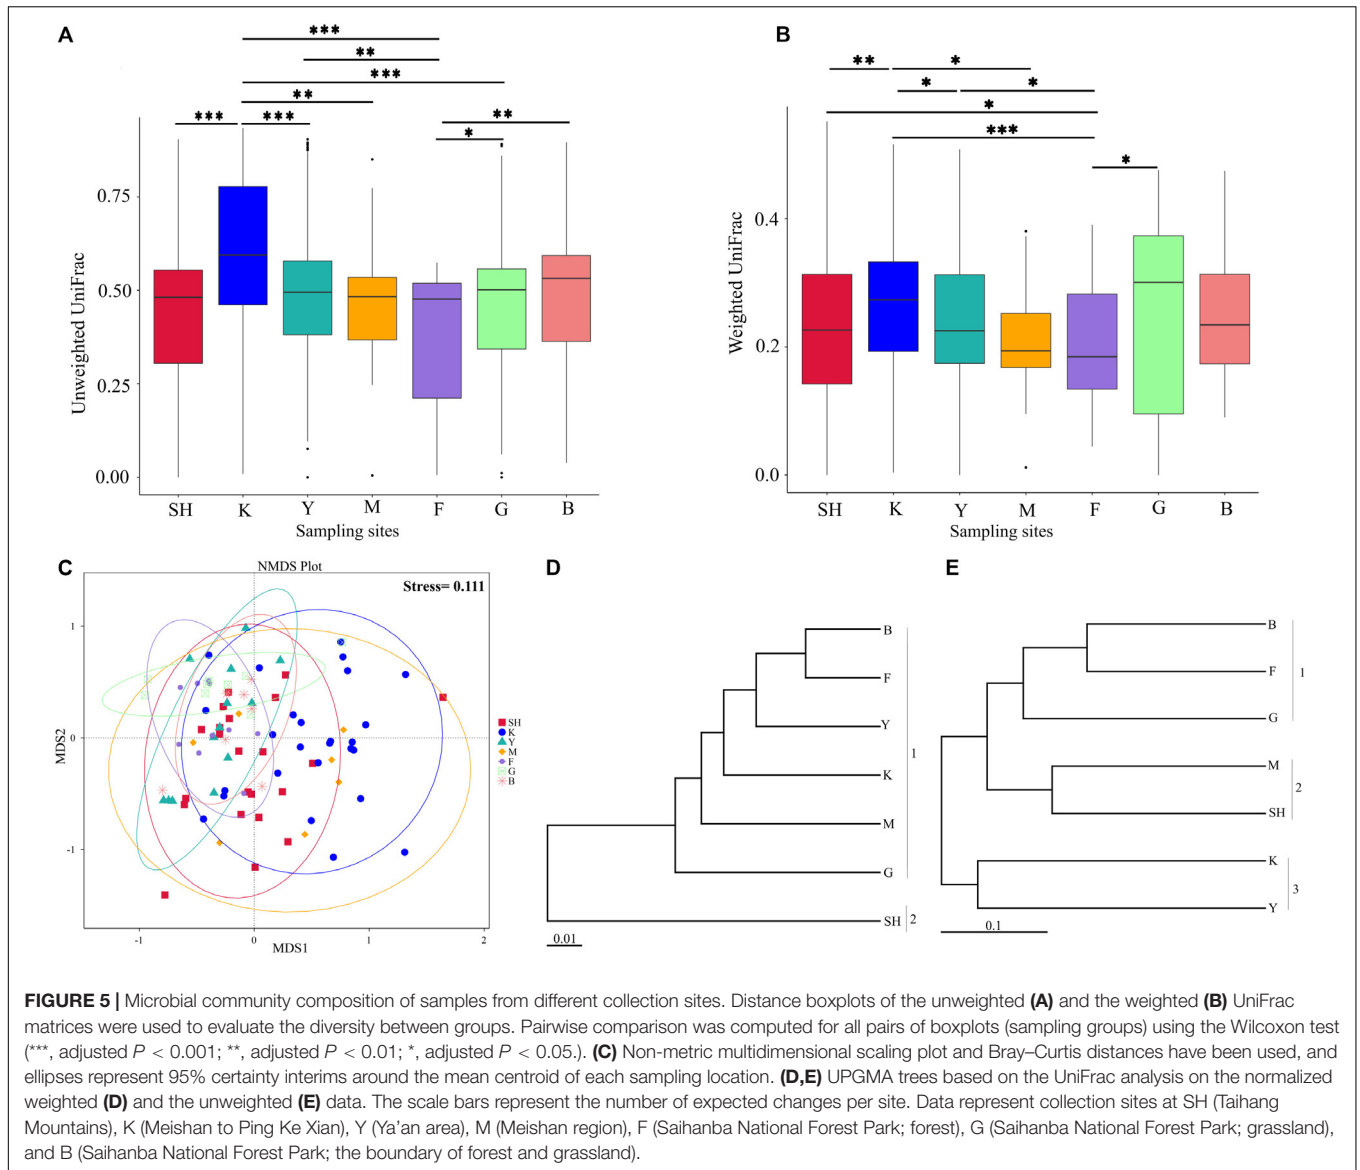 A
***
**
***
**
***
***
**
*
Unweighted UniFrac
0.75
0.50
0.25
0.00
SH K Y M F G B
Sampling sites
B
**
*
*
*
*
***
*
Weighted UniFrac
0.4
0.2
0.0
SH K Y M F G B
Sampling sites
C
NMDS Plot
Stress= 0.111
MDS2
1
0
-1
-1 0 1 2
MDS1
SH
K
Y
M
F
G
B
D
B
F
Y
K
M
G
SH
1
2
0.01
E
B
F
G
M
SH
K
Y
1
2
3
0.1
FIGURE 5 | Microbial community composition of samples from different collection sites. Distance boxplots of the unweighted (A) and the weighted (B) UniFrac
matrices were used to evaluate the diversity between groups. Pairwise comparison was computed for all pairs of boxplots (sampling groups) using the Wilcoxon test
(***, adjusted P < 0.001; **, adjusted P < 0.01; *, adjusted P < 0.05.). (C) Non-metric multidimensional scaling plot and Bray–Curtis distances have been used, and
ellipses represent 95% certainty interims around the mean centroid of each sampling location. (D,E) UPGMA trees based on the UniFrac analysis on the normalized
weighted (D) and the unweighted (E) data. The scale bars represent the number of expected changes per site. Data represent collection sites at SH (Taihang
Mountains), K (Meishan to Ping Ke Xian), Y (Ya'an area), M (Meishan region), F (Saihanba National Forest Park; forest), G (Saihanba National Forest Park; grassland),
and B (Saihanba National Forest Park; the boundary of forest and grassland).